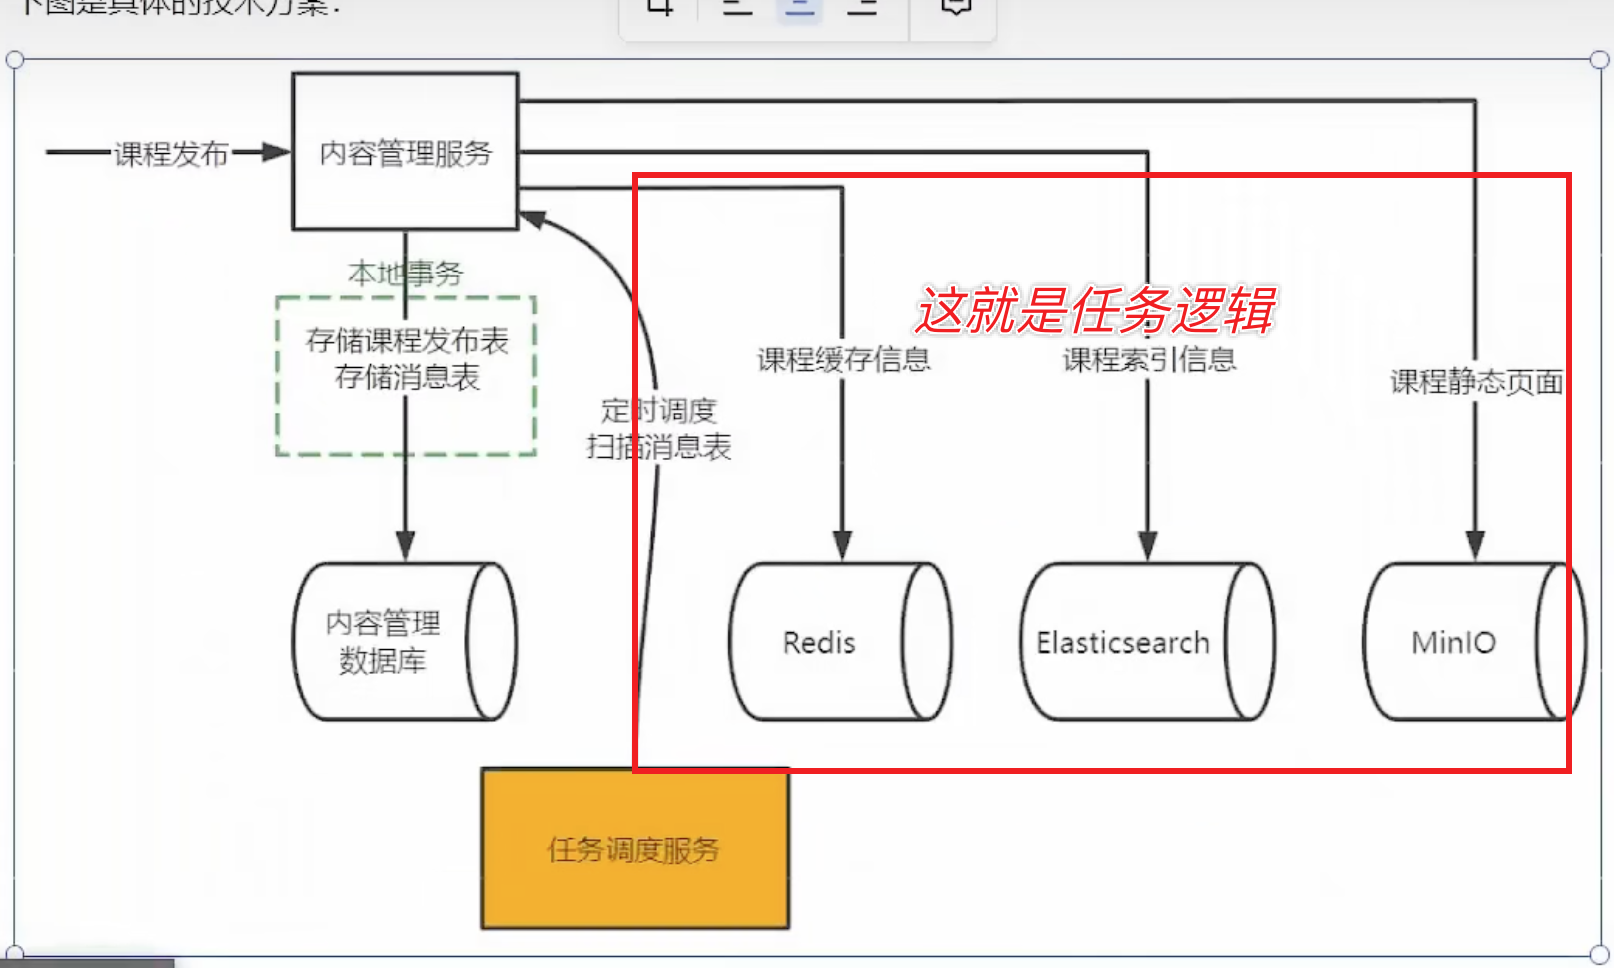 下图是具体的技术方案：
课程发布
内容管理服务
本地事务
存储课程发布表
存储消息表
这就是任务逻辑
课程缓存信息
课程索引信息
课程静态页面
定时调度
扫描消息表
内容管理
数据库
Redis
Elasticsearch
MinIO
任务调度服务